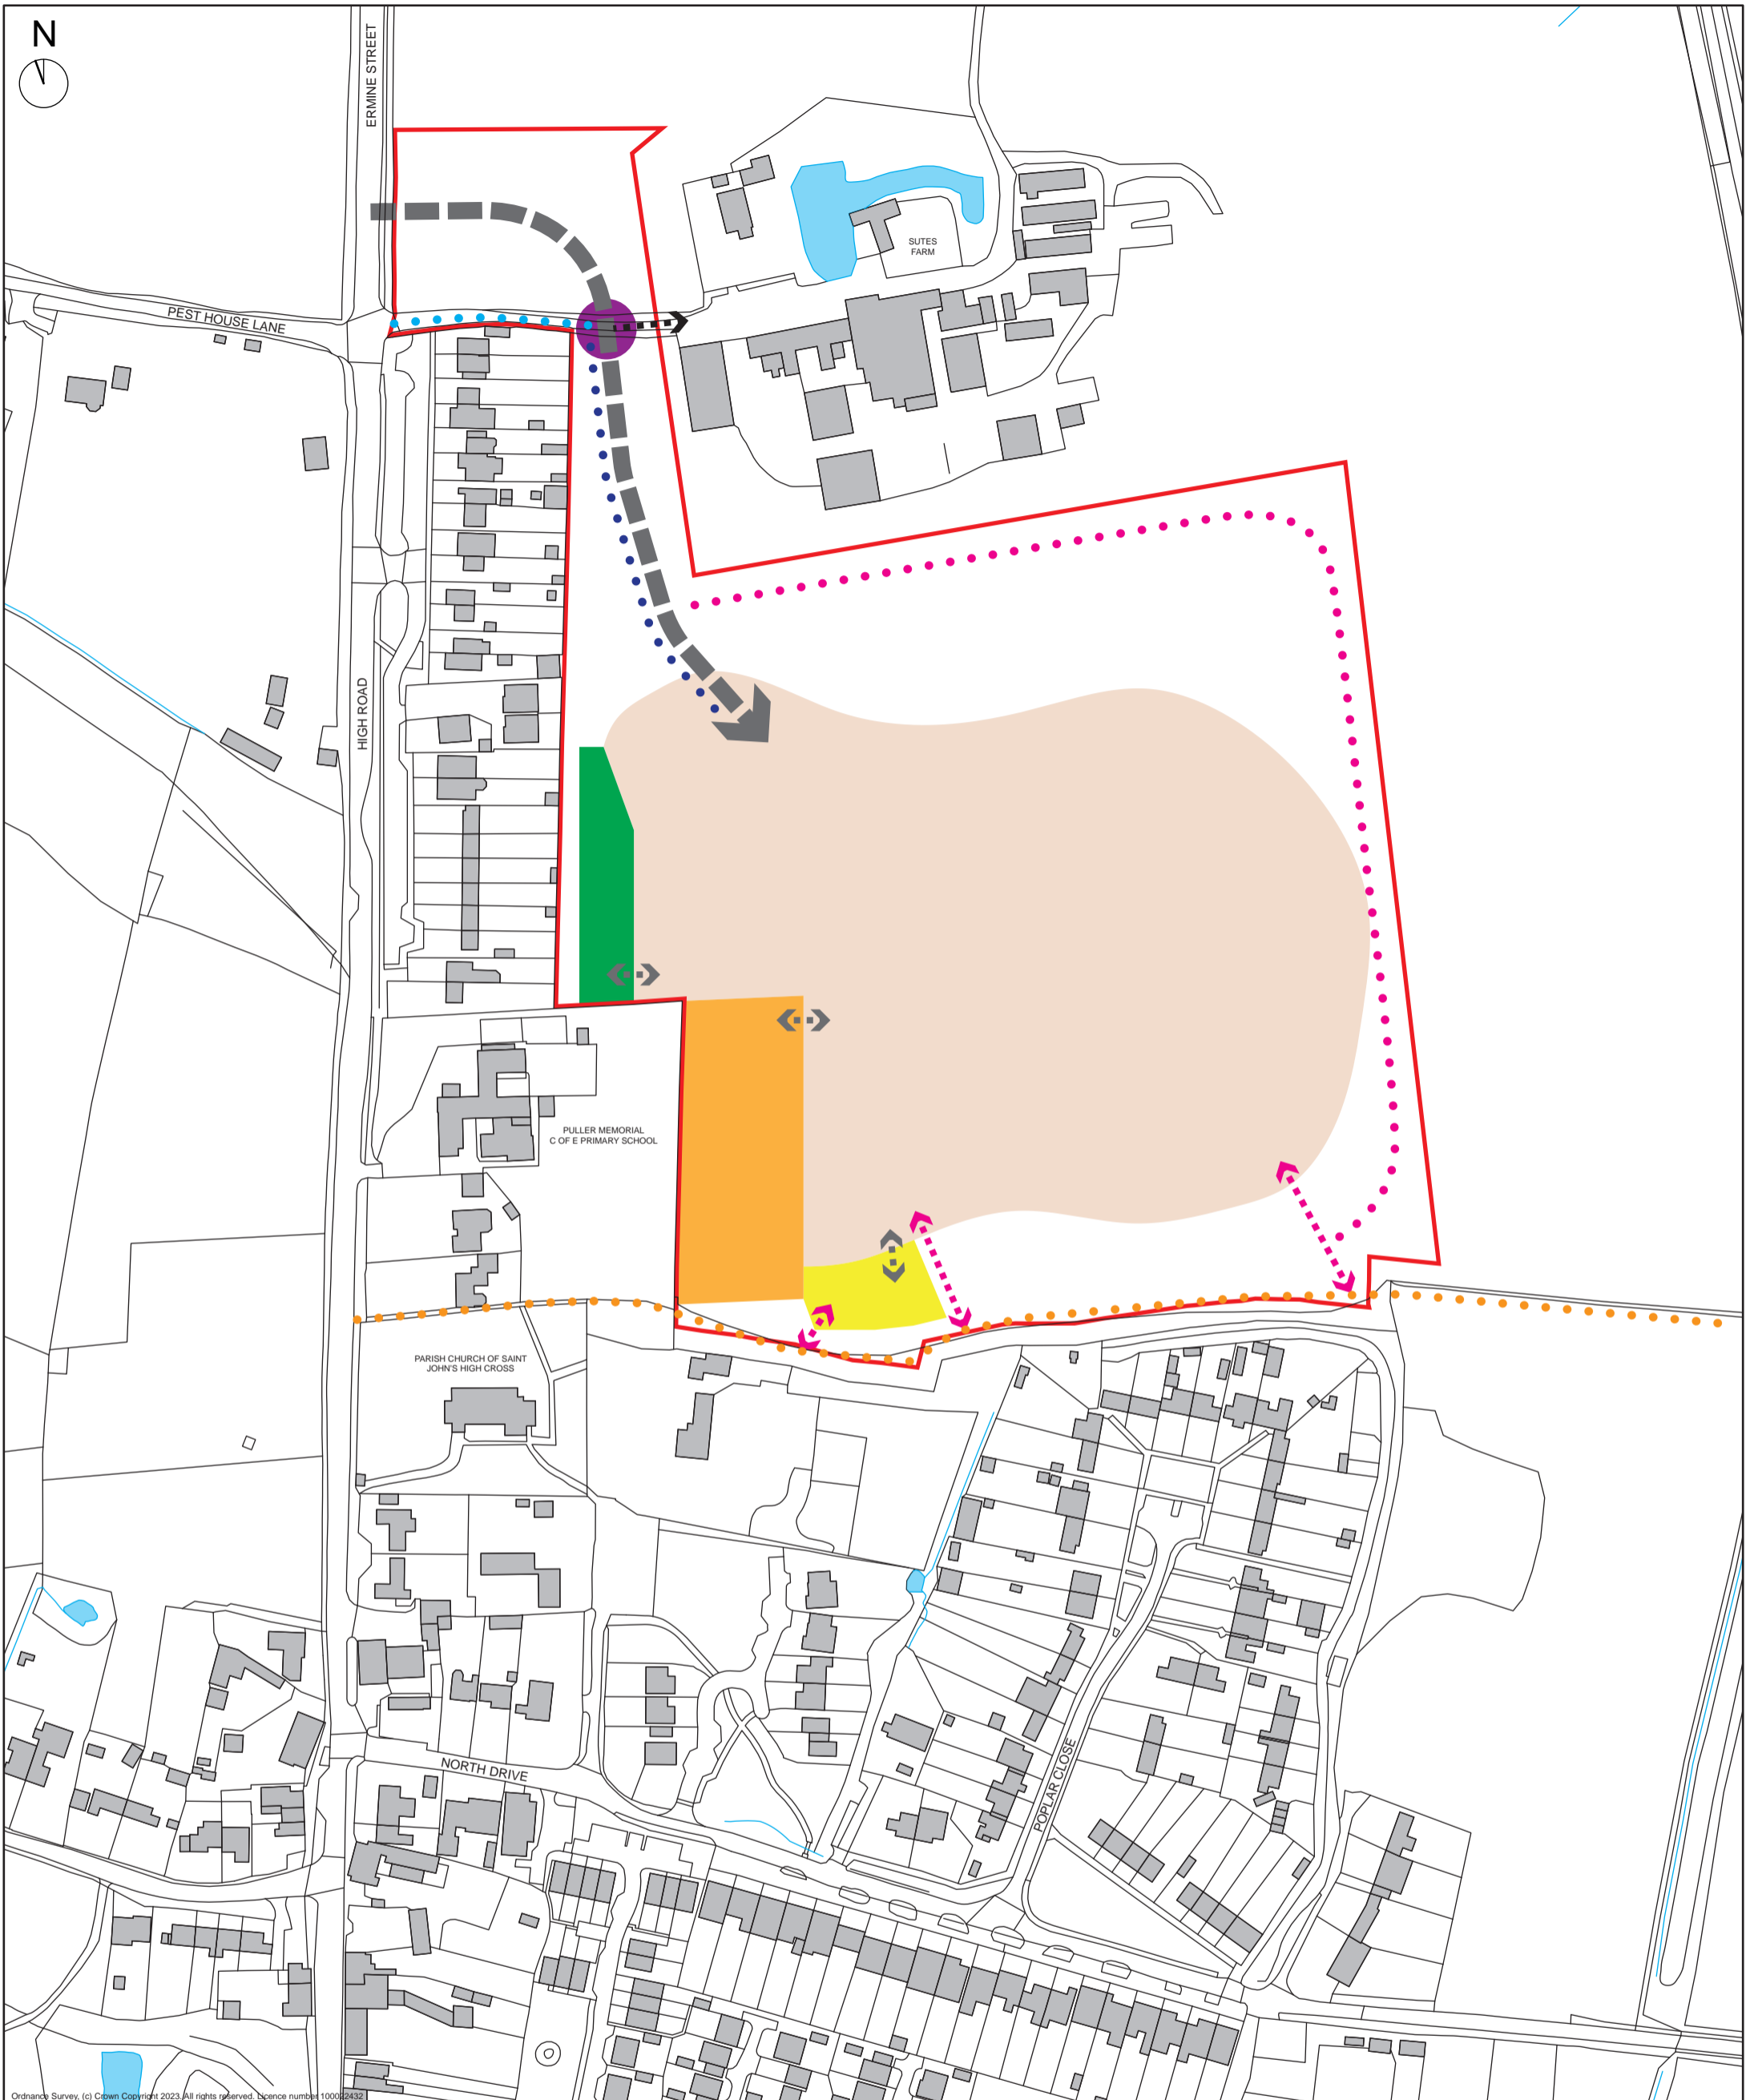 N
ERMINE STREET
SUTES
FARM
PEST HOUSE LANE
HIGH ROAD
PULLER MEMORIAL
C OF E PRIMARY SCHOOL
PARISH CHURCH OF SAINT
JOHN'S HIGH CROSS
NORTH DRIVE
POPLAR CLOSE
Ordnance Survey, (c) Crown Copyright 2023. All rights reserved. Licence number 100022432